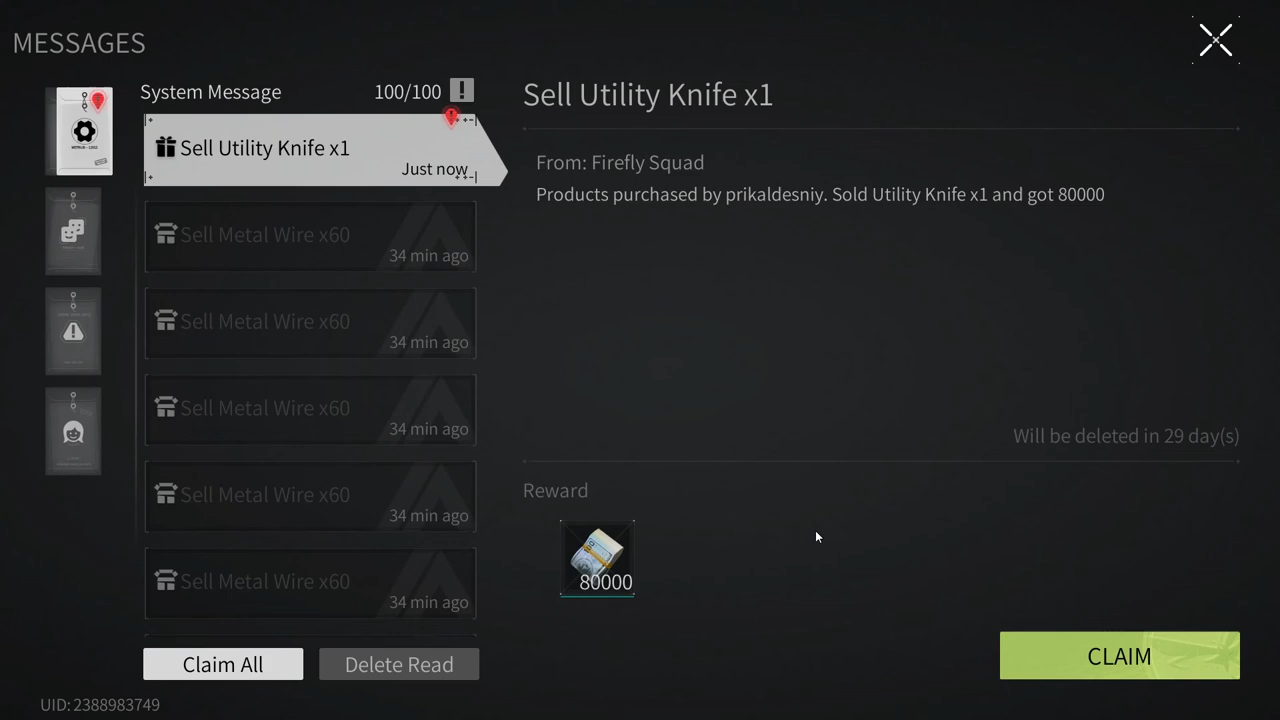 MESSAGES
System Message
100/100
Sell Utility Knife x1
Just now
Sell Metal Wire x60
34 min ago
Sell Metal Wire x60
34 min ago
Sell Metal Wire x60
34 min ago
Sell Metal Wire x60
34 min ago
Sell Metal Wire x60
34 min ago
Claim All
Delete Read
UID: 2388983749
Sell Utility Knife x1
From: Firefly Squad
Products purchased by prikaldesniy. Sold Utility Knife x1 and got 80000
Will be deleted in 29 day(s)
Reward
80000
CLAIM